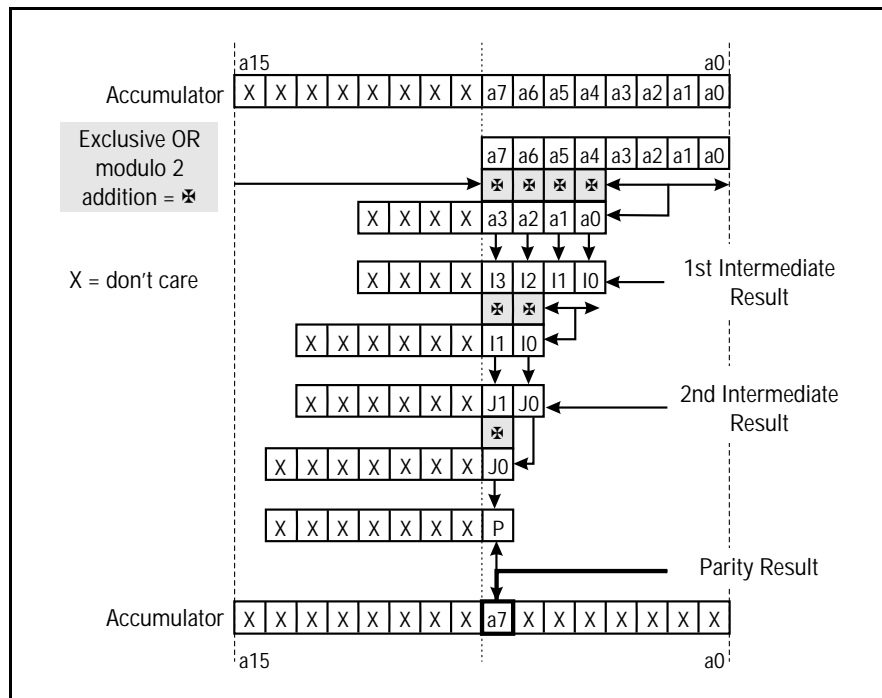 a15 a0
Accumulator X X X X X X X X a7 a6 a5 a4 a3 a2 a1 a0
Exclusive OR
modulo 2
addition = ✠
a7 a6 a5 a4 a3 a2 a1 a0
✠ ✠ ✠ ✠
X X X X a3 a2 a1 a0
X = don't care
X X X X I3 I2 I1 I0
1st Intermediate
Result
✠ ✠
X X X X X X I1 I0
X X X X X X J1 J0
2nd Intermediate
Result
✠
X X X X X X X J0
X X X X X X X P
Parity Result
Accumulator X X X X X X X X a7 X X X X X X X
a15 a0